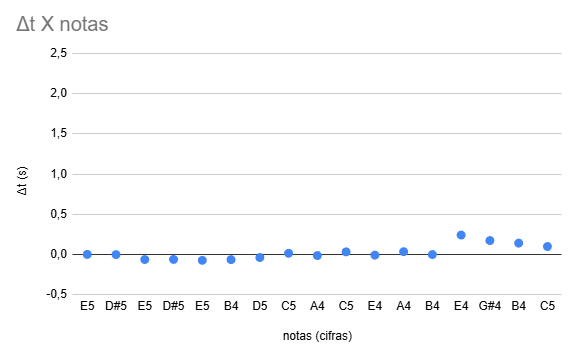 Δt X notas
2,5
2,0
1,5
1,0
0,5
0,0
-0,5
Δt (s)
E5 D#5 E5 D#5 E5 B4 D5 C5 A4 C5 E4 A4 B4 E4 G#4 B4 C5
notas (cifras)